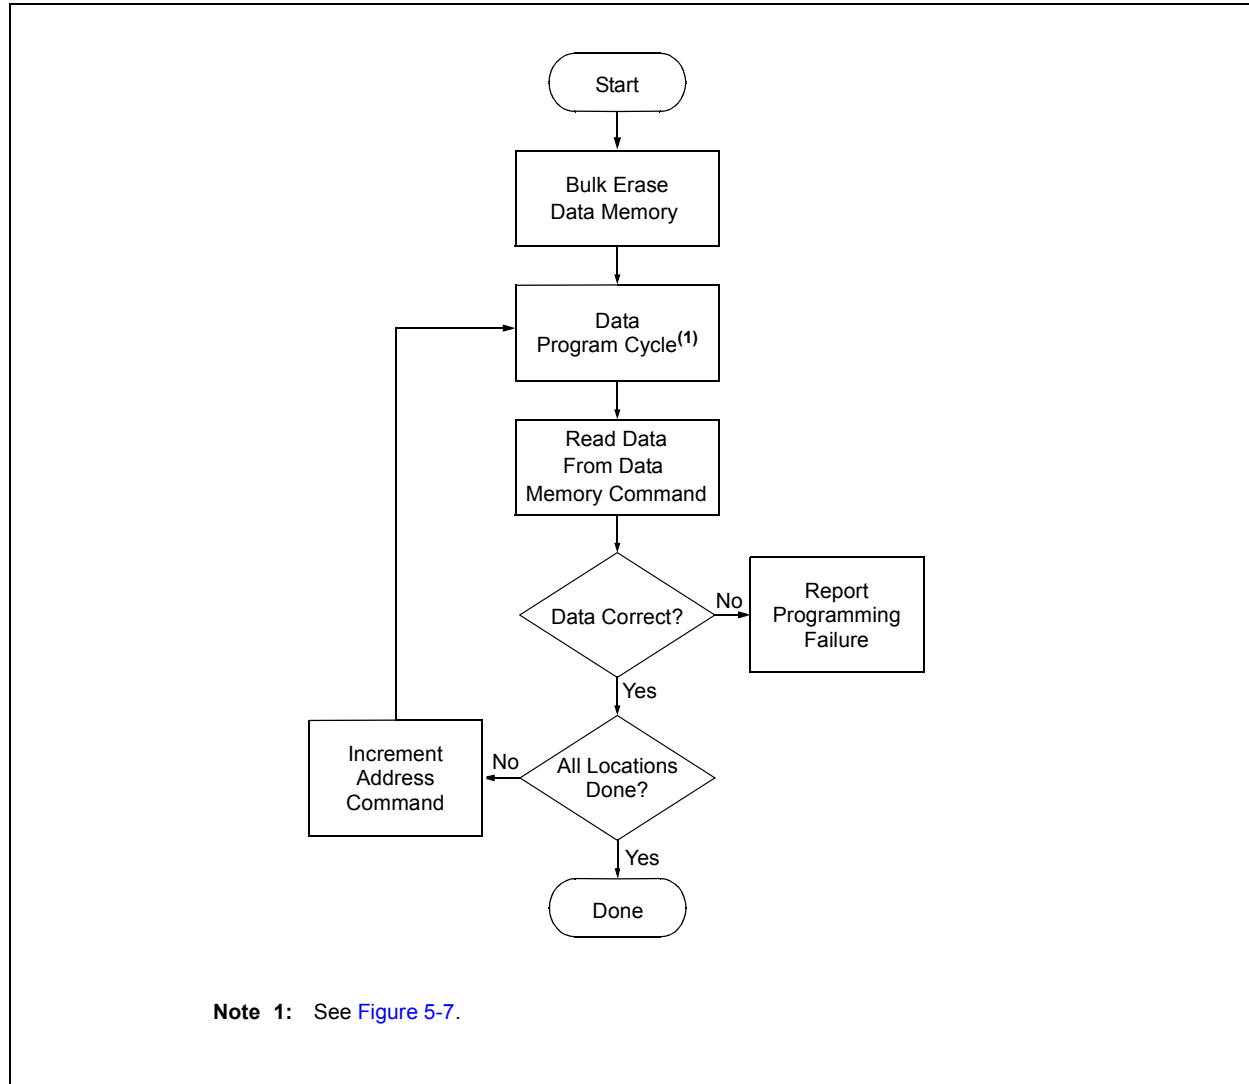 Start
Bulk Erase
Data Memory
Data
Program Cycle(1)
Read Data
From Data
Memory Command
Data Correct?
No
Report
Programming
Failure
Yes
All Locations
Done?
No
Increment
Address
Command
Yes
Done
Note 1: See Figure 5-7.